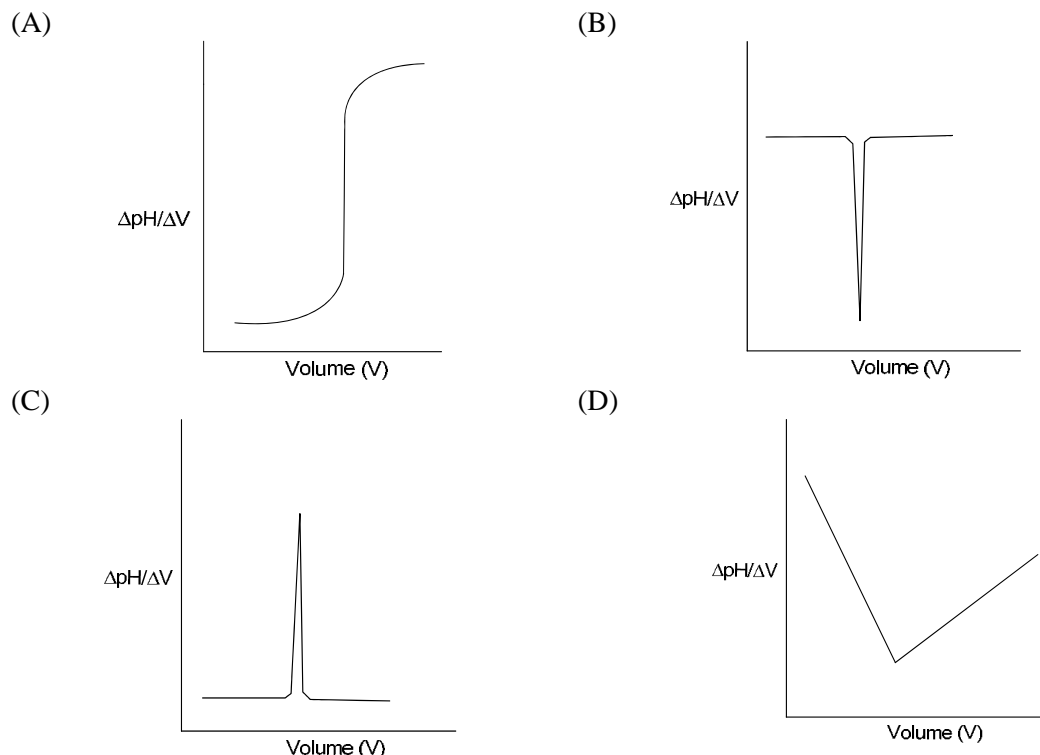 (A)
(B)
ΔpH/ΔV
ΔpH/ΔV
Volume (V)
Volume (V)
(C)
(D)
ΔpH/ΔV
ΔpH/ΔV
Volume (V)
Volume (V)